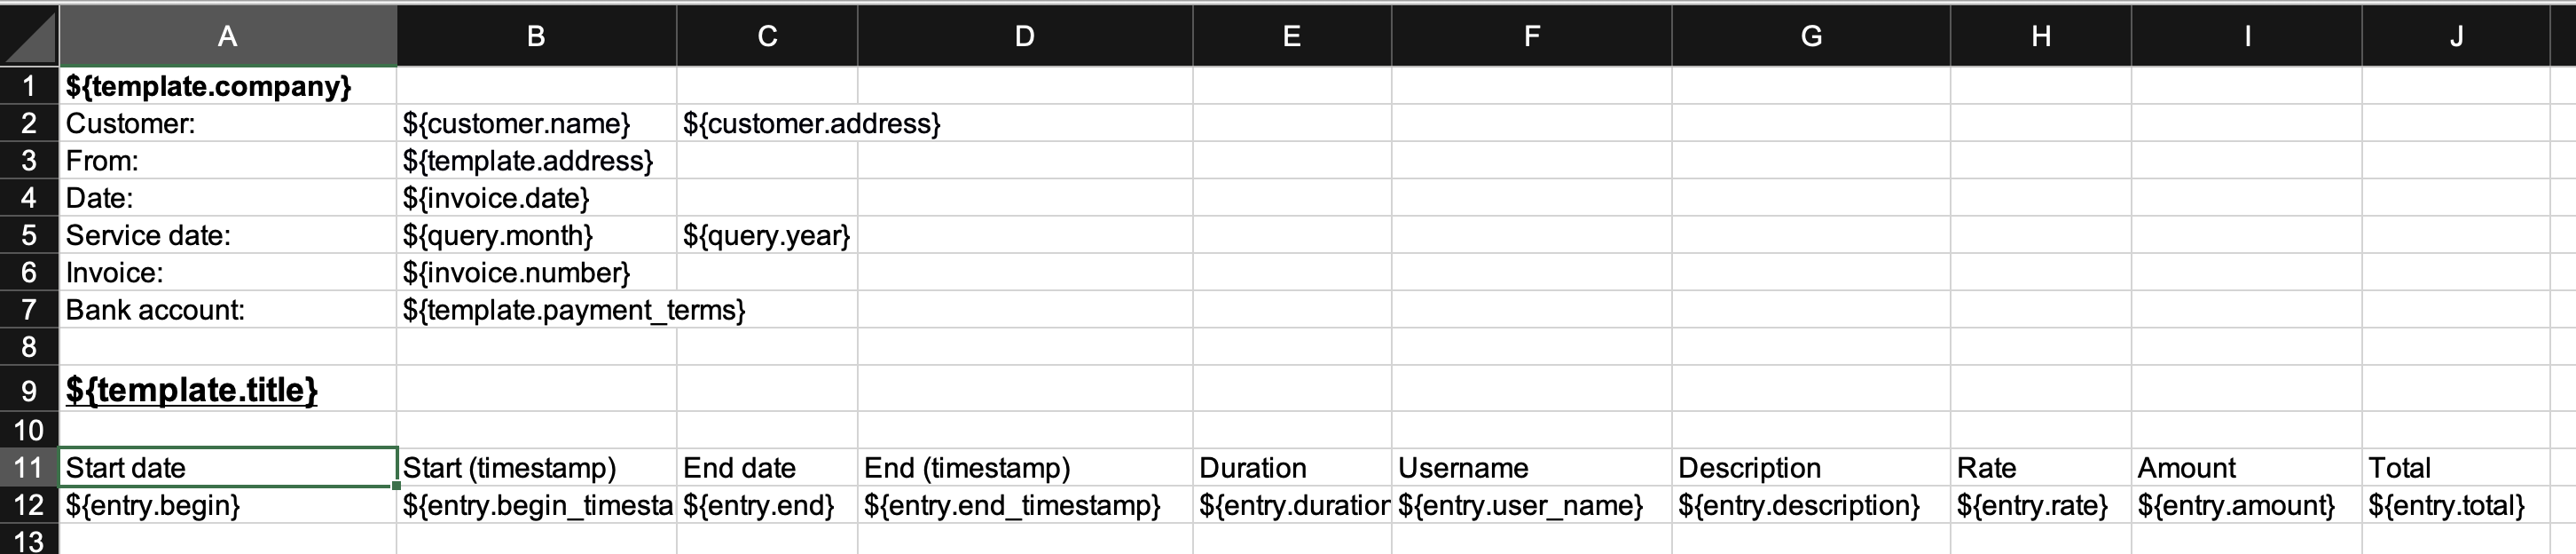 A B C D E F G H I J
1 ${template.company}
2 Customer: ${customer.name} ${customer.address}
3 From: ${template.address}
4 Date: ${invoice.date}
5 Service date: ${query.month} ${query.year}
6 Invoice: ${invoice.number}
7 Bank account: ${template.payment_terms}
8
9 ${template.title}
10
11 Start date Start (timestamp) End date End (timestamp) Duration Username Description Rate Amount Total
12 ${entry.begin} ${entry.begin_timesta ${entry.end} ${entry.end_timestamp} ${entry.duration ${entry.user_name} ${entry.description} ${entry.rate} ${entry.amount} ${entry.total}
13